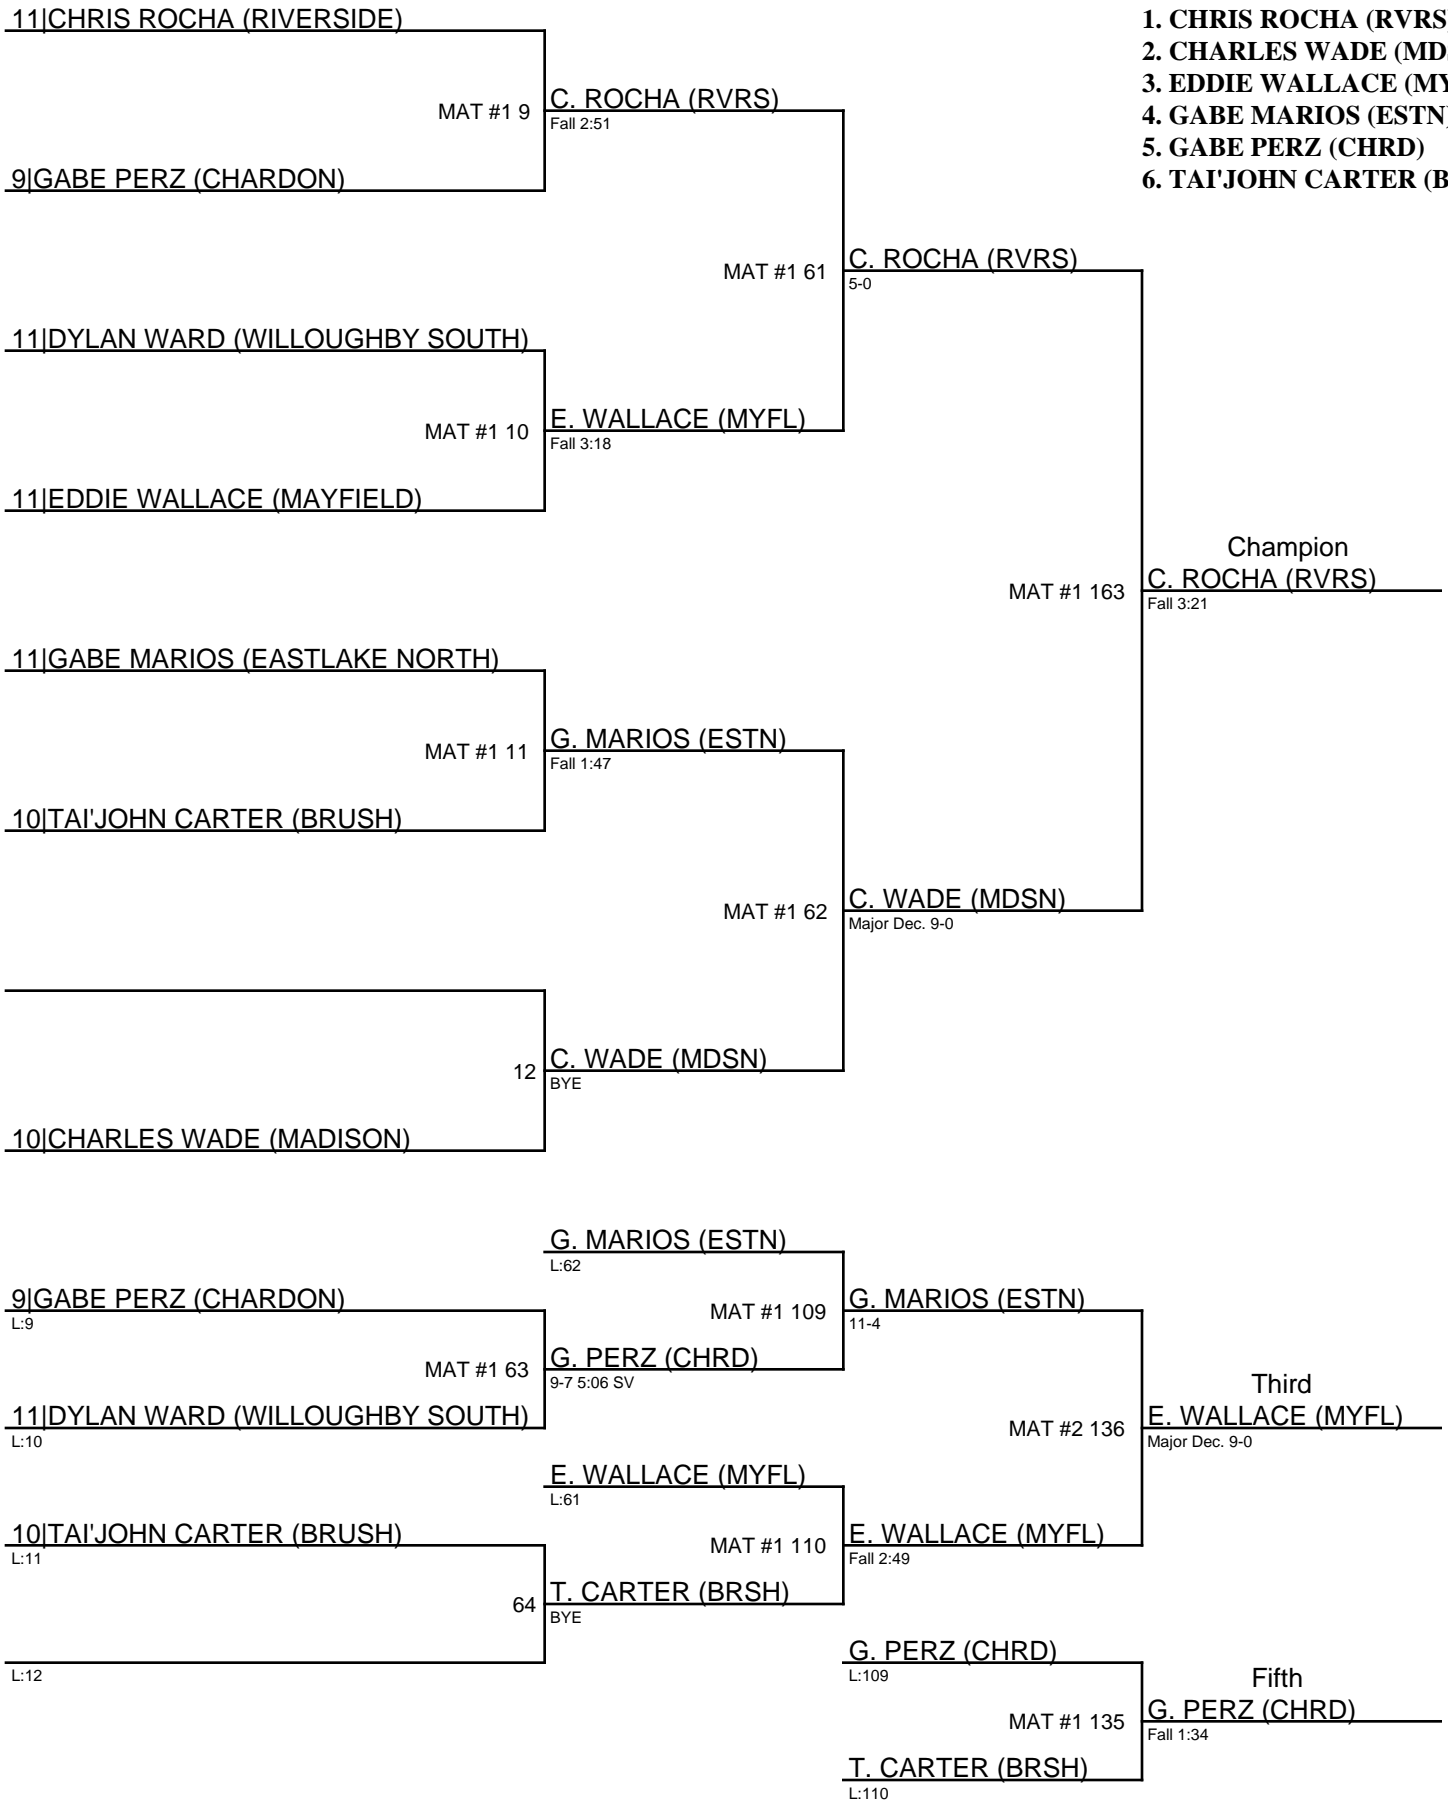 11|CHRIS ROCHA (RIVERSIDE)
1. CHRIS ROCHA (RVRS
2. CHARLES WADE (MD
3. EDDIE WALLACE (MY
4. GABE MARIOS (ESTN
5. GABE PERZ (CHRD)
6. TAI'JOHN CARTER (B
MAT #1 9
C. ROCHA (RVRS)
Fall 2:51
9|GABE PERZ (CHARDON)
MAT #1 61
C. ROCHA (RVRS)
5-0
11|DYLAN WARD (WILLOUGHBY SOUTH)
MAT #1 10
E. WALLACE (MYFL)
Fall 3:18
11|EDDIE WALLACE (MAYFIELD)
Champion
MAT #1 163
C. ROCHA (RVRS)
Fall 3:21
11|GABE MARIOS (EASTLAKE NORTH)
MAT #1 11
G. MARIOS (ESTN)
Fall 1:47
10|TAI'JOHN CARTER (BRUSH)
MAT #1 62
C. WADE (MDSN)
Major Dec. 9-0
12
C. WADE (MDSN)
BYE
10|CHARLES WADE (MADISON)
G. MARIOS (ESTN)
L:62
9|GABE PERZ (CHARDON)
L:9
MAT #1 109
G. MARIOS (ESTN)
11-4
MAT #1 63
G. PERZ (CHRD)
9-7 5:06 SV
11|DYLAN WARD (WILLOUGHBY SOUTH)
L:10
Third
MAT #2 136
E. WALLACE (MYFL)
Major Dec. 9-0
E. WALLACE (MYFL)
L:61
10|TAI'JOHN CARTER (BRUSH)
L:11
MAT #1 110
E. WALLACE (MYFL)
Fall 2:49
64
T. CARTER (BRSH)
BYE
L:12
G. PERZ (CHRD)
L:109
Fifth
MAT #1 135
G. PERZ (CHRD)
Fall 1:34
T. CARTER (BRSH)
L:110